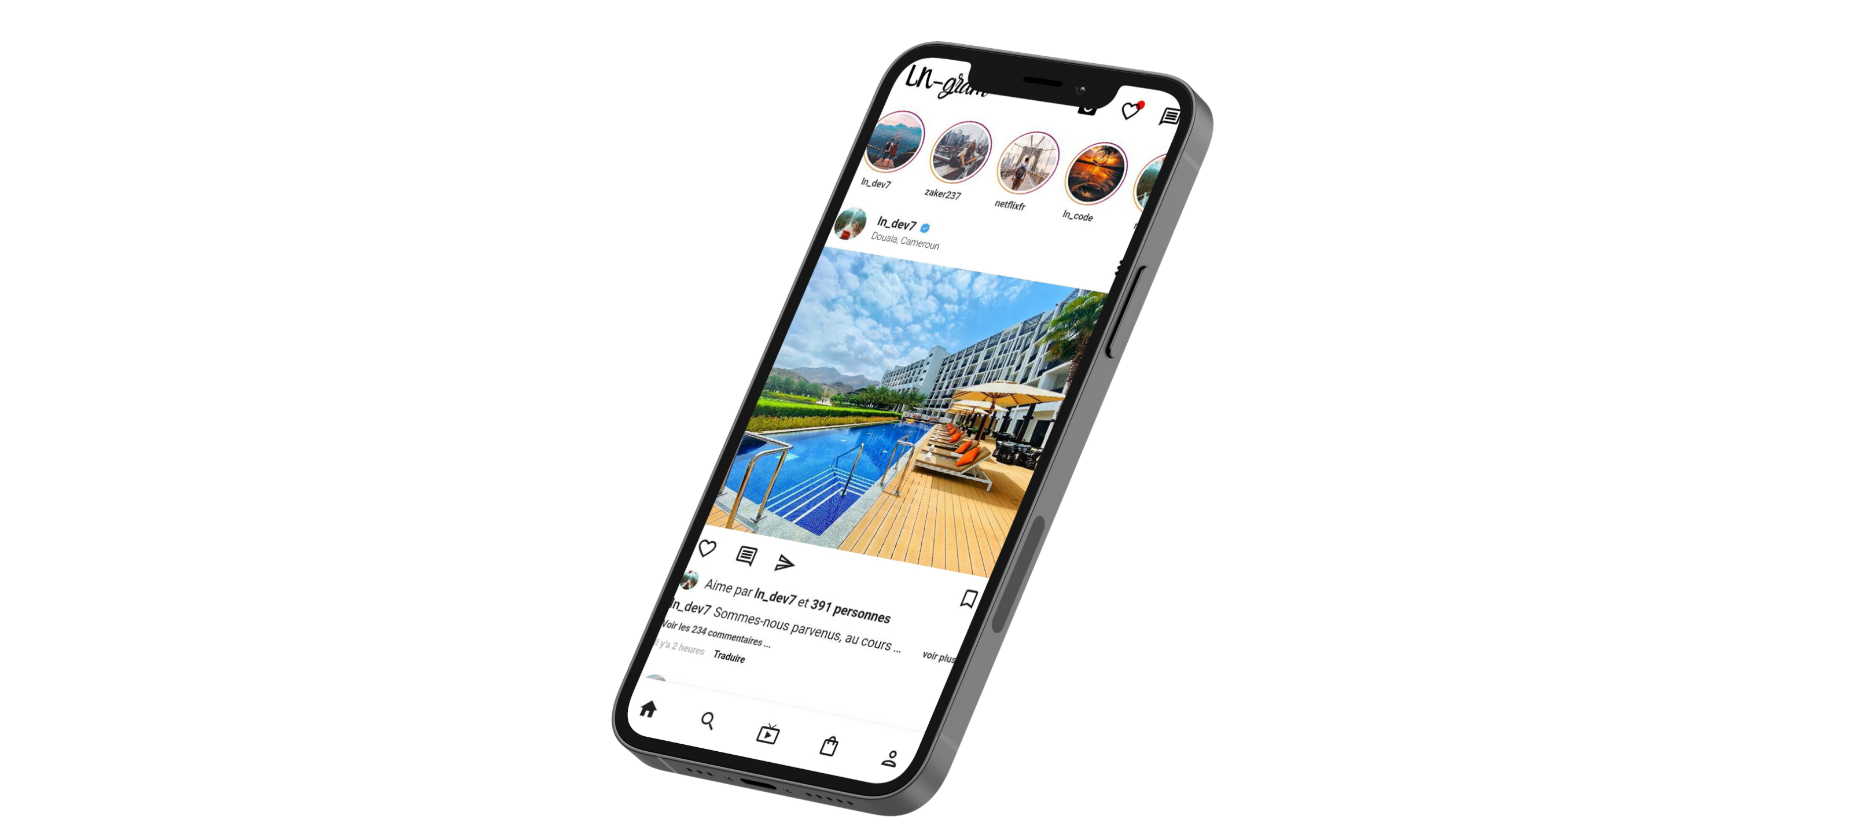 Ln-gram
ln_dev7
zaker237
netflixfr
ln_code
ln_dev7
Douala, Cameroun
Aime par ln_dev7 et 391 personnes
ln_dev7 Sommes-nous parvenus, au cours ...
voir plus
Voir les 234 commentaires ...
y'a 2 heures Traduire